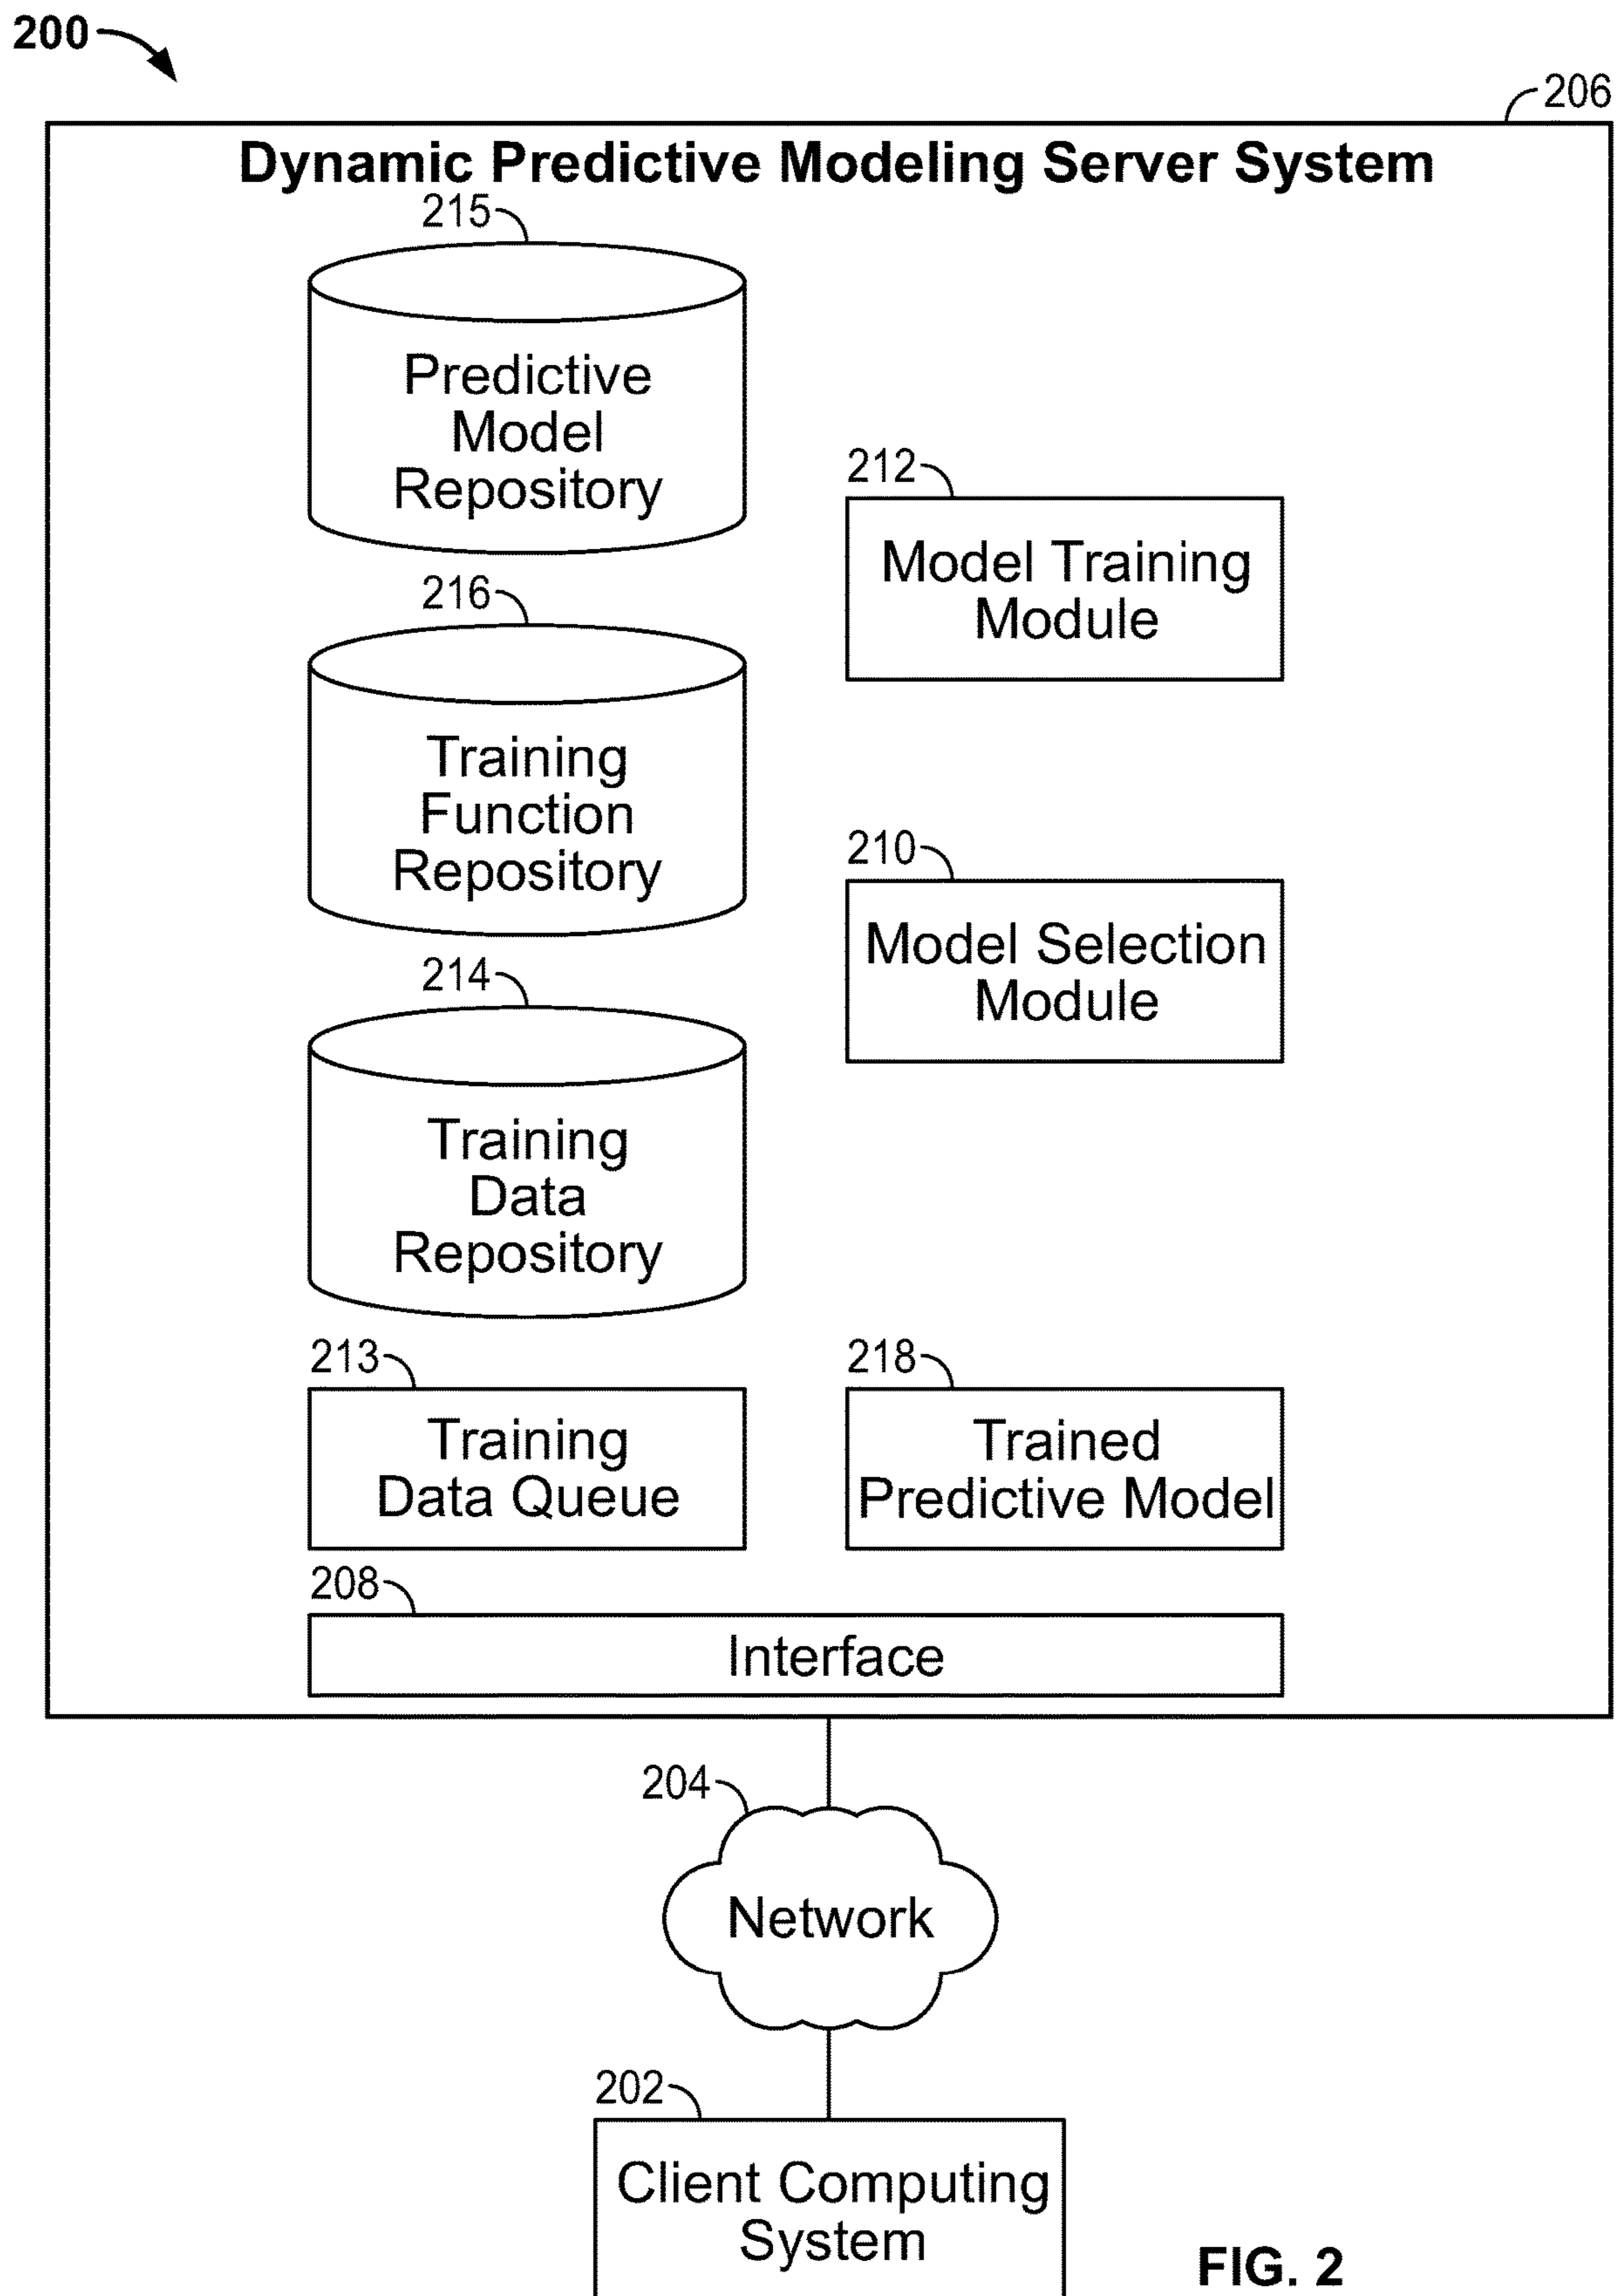 200
206
Dynamic Predictive Modeling Server System
215
Predictive
Model
Repository
212
Model Training
Module
216
Training
Function
Repository
210
Model Selection
Module
214
Training
Data
Repository
213
Training
Data Queue
218
Trained
Predictive Model
208
Interface
204
Network
202
Client Computing
System
FIG. 2